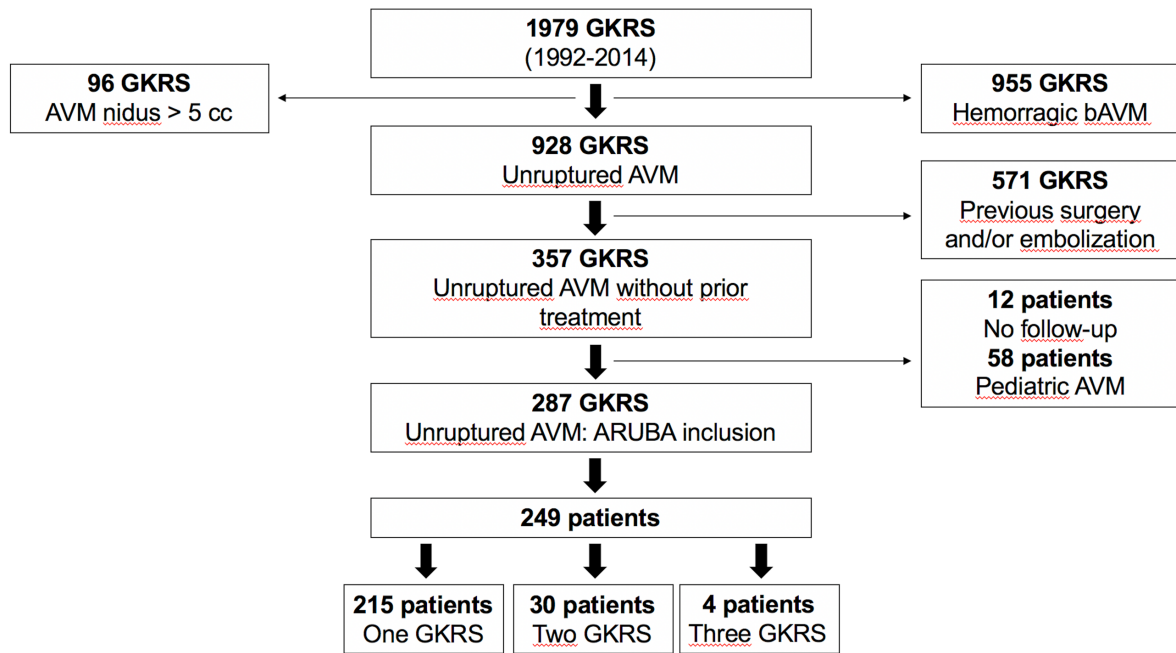 1979 GKRS
(1992-2014)
96 GKRS
AVM nidus > 5 cc
955 GKRS
Hemorragic bAVM
928 GKRS
Unruptured AVM
571 GKRS
Previous surgery
and/or embolization
357 GKRS
Unruptured AVM without prior
treatment
12 patients
No follow-up
58 patients
Pediatric AVM
287 GKRS
Unruptured AVM: ARUBA inclusion
249 patients
215 patients
One GKRS
30 patients
Two GKRS
4 patients
Three GKRS